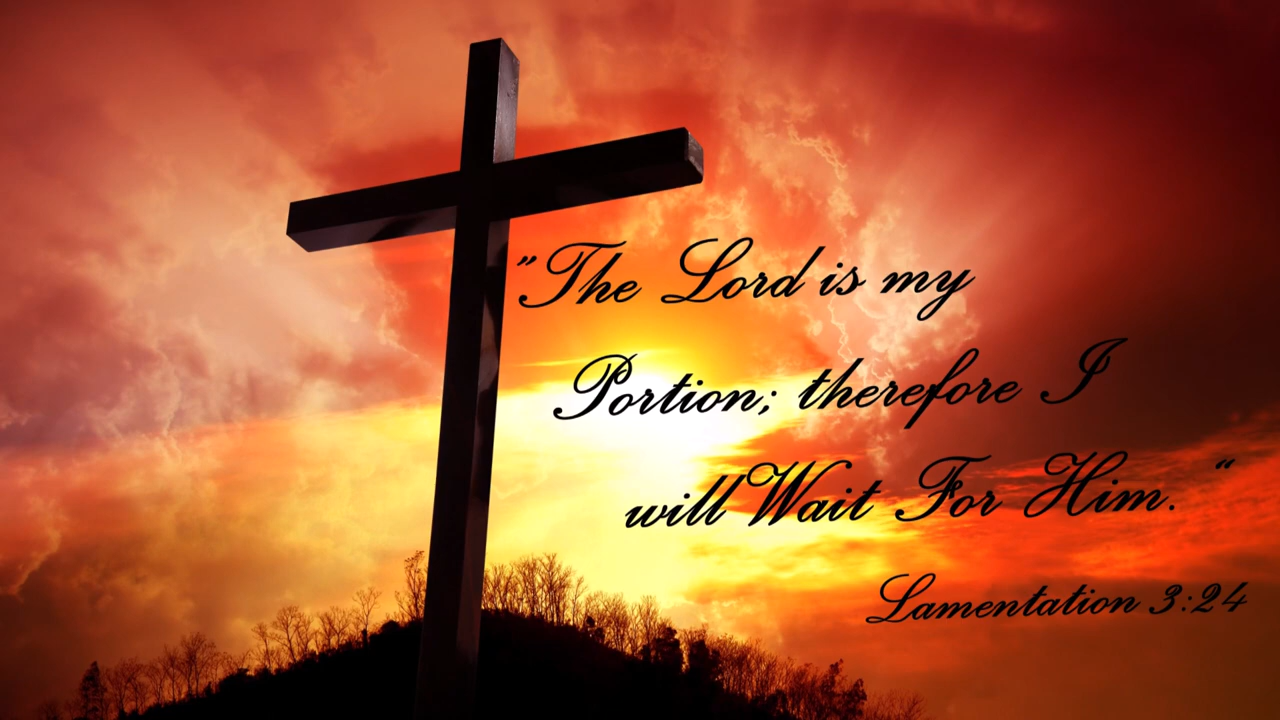 "The Lord is my
Portion; therefore I
will Wait For Him. "
Lamentation 3:24